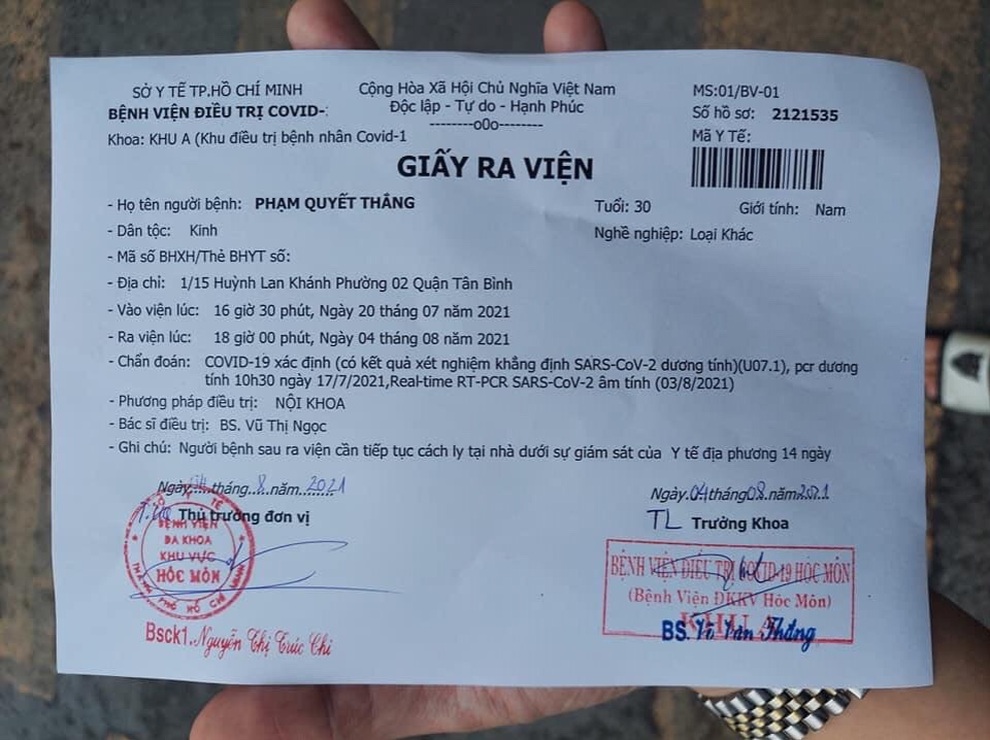 SỞ Y TẾ TP.HỒ CHÍ MINH
BỆNH VIỆN ĐIỀU TRỊ COVID-
Khoa: KHU A (Khu điều trị bệnh nhân Covid-1
Cộng Hòa Xã Hội Chủ Nghĩa Việt Nam
Độc lập - Tự do - Hạnh Phúc
--------o0o--------
MS:01/BV-01
Số hồ sơ: 2121535
Mã Y Tế:
GIẤY RA VIỆN
- Họ tên người bệnh: PHẠM QUYẾT THẮNG
Tuổi: 30 Giới tính: Nam
- Dân tộc: Kinh
Nghề nghiệp: Loại Khác
- Mã số BHXH/Thẻ BHYT số:
- Địa chỉ: 1/15 Huỳnh Lan Khánh Phường 02 Quận Tân Bình
- Vào viện lúc: 16 giờ 30 phút, Ngày 20 tháng 07 năm 2021
- Ra viện lúc: 18 giờ 00 phút, Ngày 04 tháng 08 năm 2021
- Chẩn đoán: COVID-19 xác định (có kết quả xét nghiệm khẳng định SARS-CoV-2 dương tính)(U07.1), pcr dương
tính 10h30 ngày 17/7/2021,Real-time RT-PCR SARS-CoV-2 âm tính (03/8/2021)
- Phương pháp điều trị: NỘI KHOA
- Bác sĩ điều trị: BS. Vũ Thị Ngọc
- Ghi chú: Người bệnh sau ra viện cần tiếp tục cách ly tại nhà dưới sự giám sát của Y tế địa phương 14 ngày
Ngày....tháng..8.năm..2021
Thủ trưởng đơn vị
SỞ Y TẾ
BỆNH VIỆN
ĐA KHOA
KHU VỰC
HÓC MÔN
THÀNH PHỐ HỒ CHÍ MINH
Bsck1.Nguyễn Thị Trúc Chi
Ngày.04tháng08.năm2021
TL Trưởng Khoa
BỆNH VIỆN ĐIỀU TRỊ COVID-19 HÓC MÔN
(Bệnh Viện ĐKKV Hóc Môn)
KHU A
BS. Văn Thắng